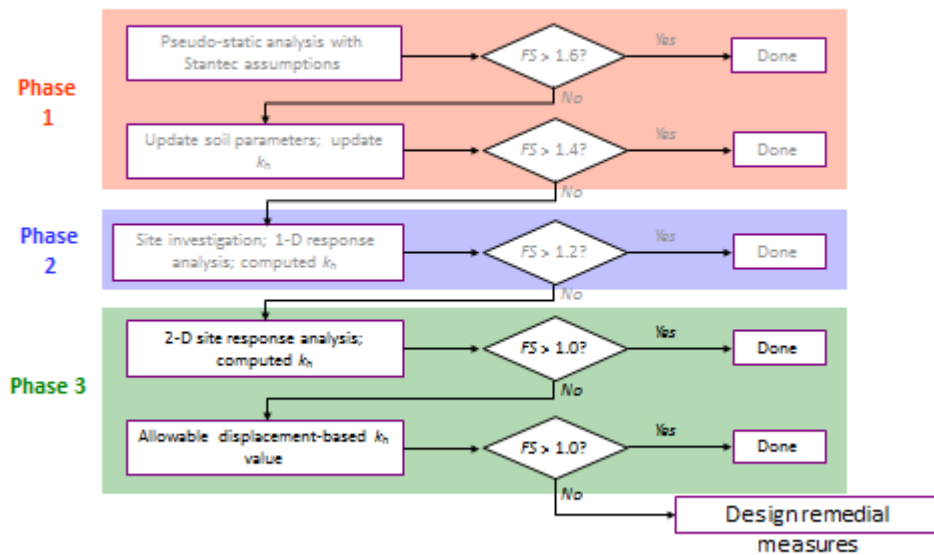 Pseudo-static analysis with
Stantec assumptions
FS > 1.6?
Yes
Done
No
Phase
1
Update soil parameters; update
kh
FS > 1.4?
Yes
Done
No
Phase
2
Site investigation; 1-D response
analysis; computed kh
FS > 1.2?
Yes
Done
No
Phase 3
2-D site response analysis;
computed kh
FS > 1.0?
Yes
Done
No
Allowable displacement-based kh
value
FS > 1.0?
Yes
Done
No
Design remedial
measures